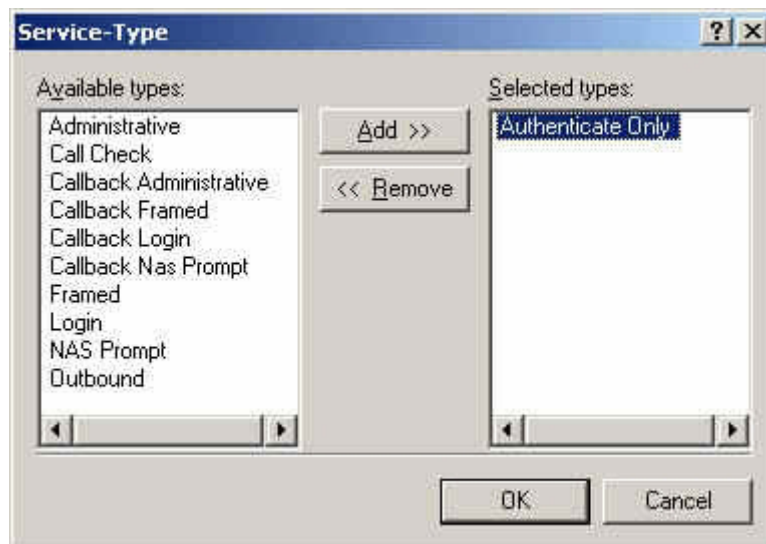 Service-Type
Available types:
Administrative
Call Check
Callback Administrative
Callback Framed
Callback Login
Callback Nas Prompt
Framed
Login
NAS Prompt
Outbound
Add >>
<< Remove
Selected types:
Authenticate Only
OK
Cancel